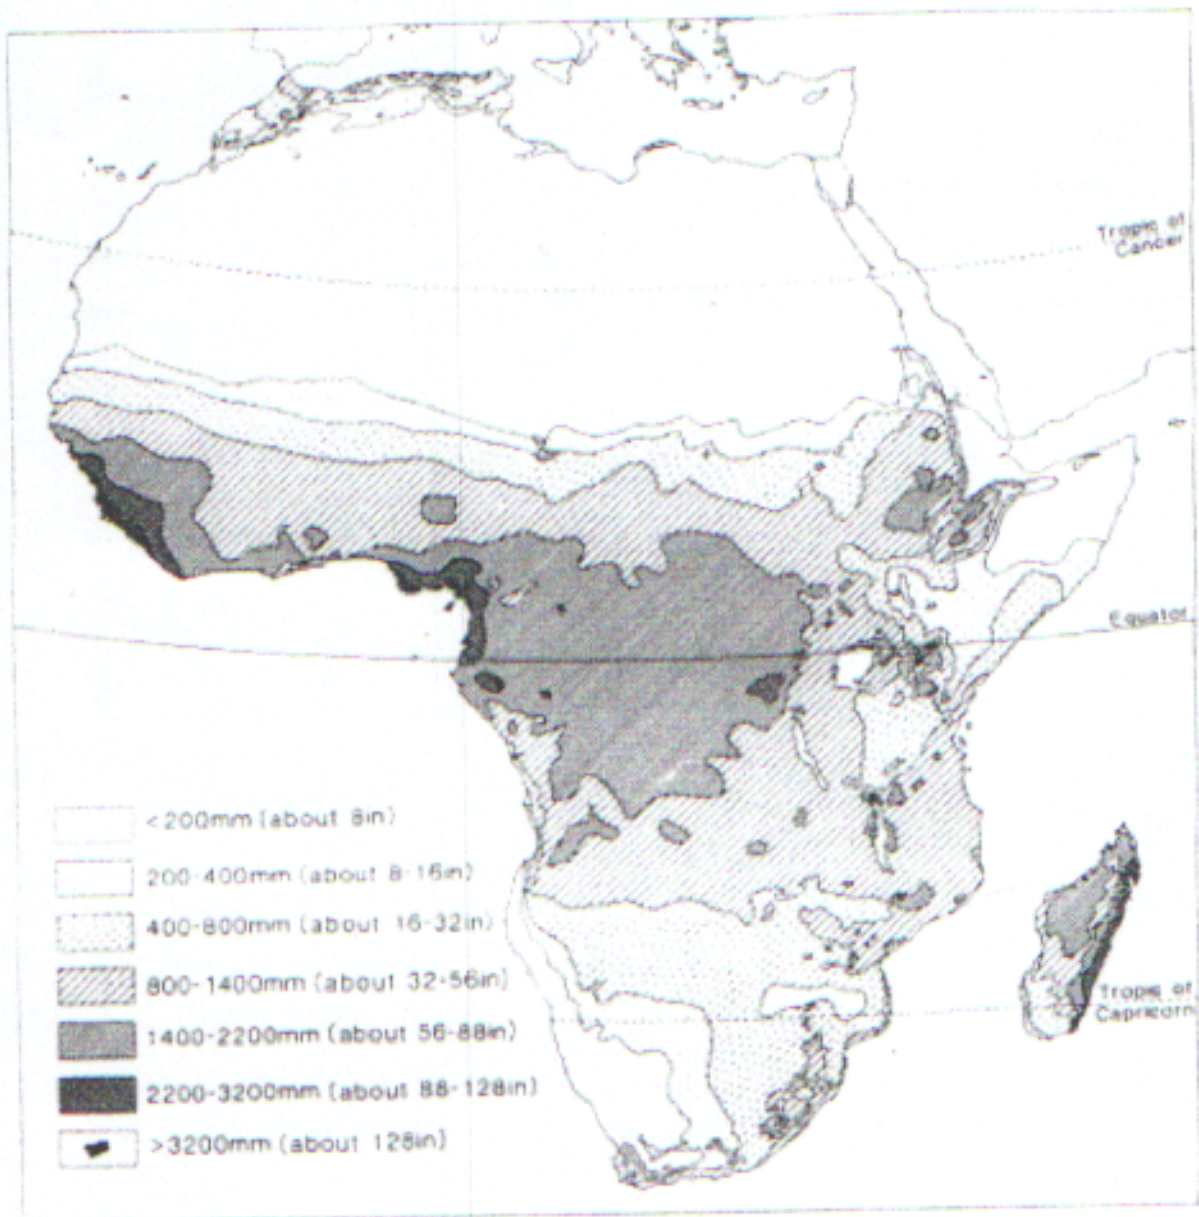 Tropic of
Cancer
Equator
<200mm (about 8in)
200-400mm (about 8-16in)
400-800mm (about 16-32in)
800-1400mm (about 32-56in)
1400-2200mm (about 56-88in)
2200-3200mm (about 88-128in)
>3200mm (about 128in)
Tropic of
Capricorn